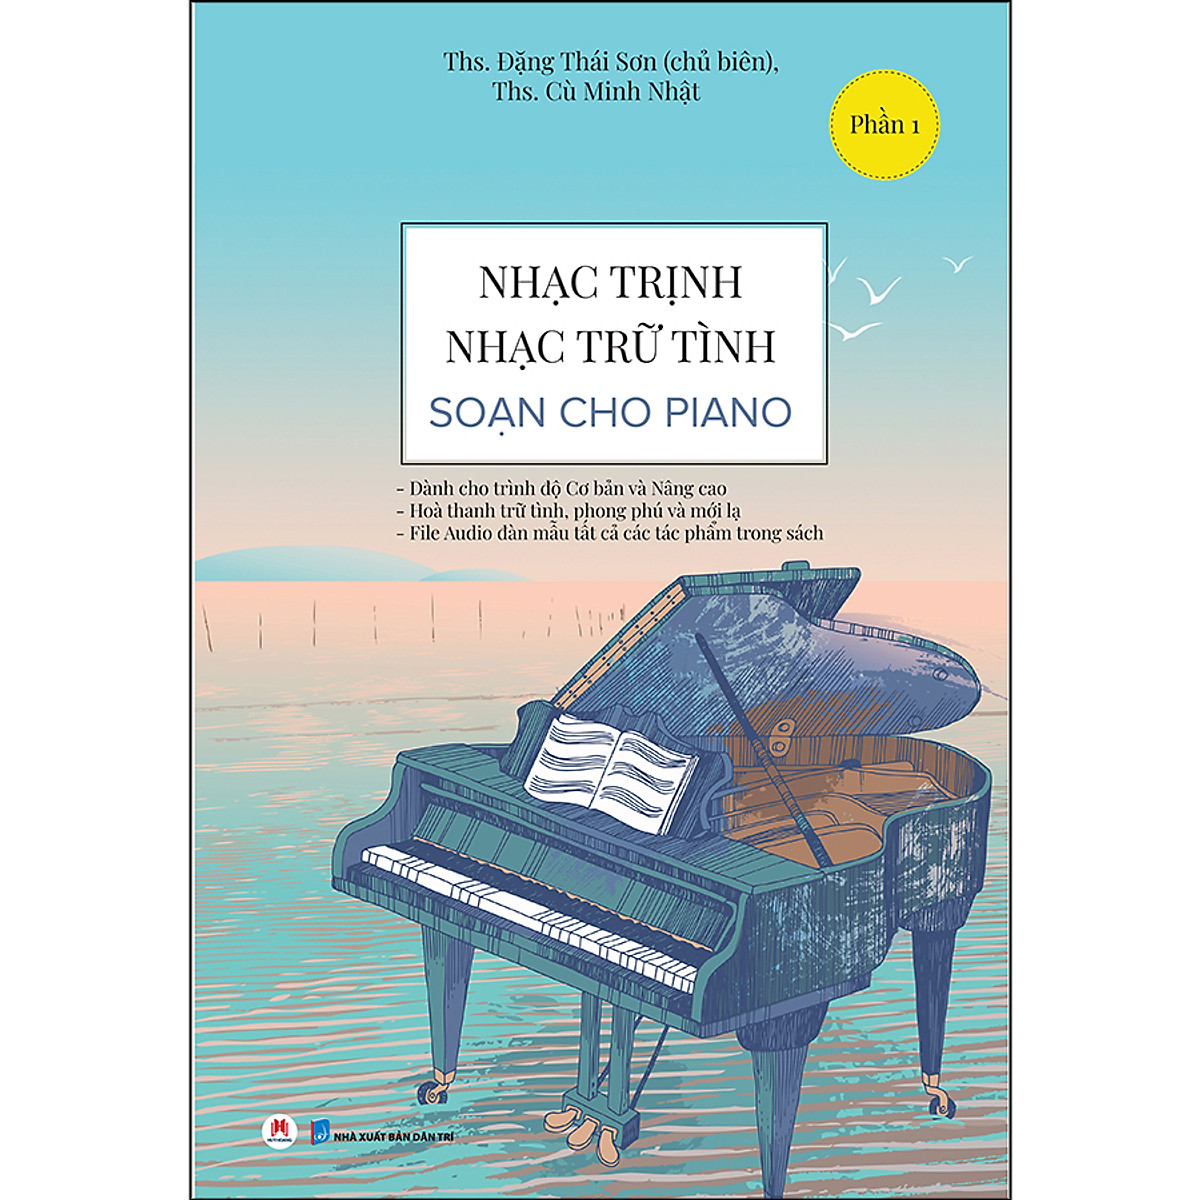 Ths. Đặng Thái Sơn (chủ biên),
Ths. Cù Minh Nhật
Phần 1
NHẠC TRỊNH
NHẠC TRỮ TÌNH
SOẠN CHO PIANO
- Dành cho trình độ Cơ bản và Nâng cao
- Hoà thanh trữ tình, phong phú và mới lạ
- File Audio đàn mẫu tất cả các tác phẩm trong sách
HUY HOANG
NHÀ XUẤT BẢN DÂN TRÍ